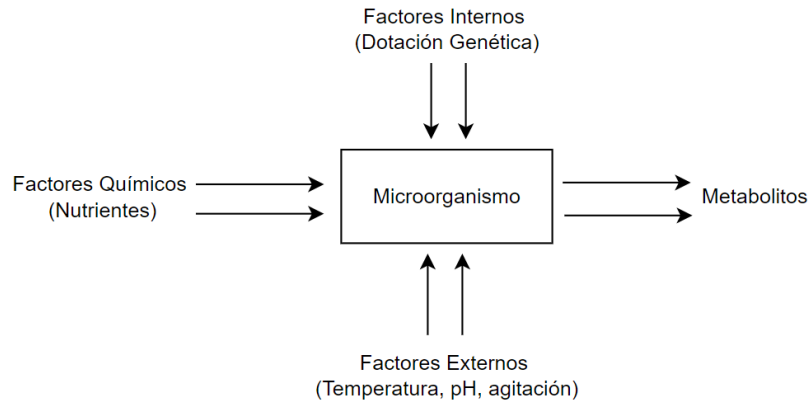 Factores Internos
(Dotación Genética)
Factores Químicos
(Nutrientes)
Microorganismo
Metabolitos
Factores Externos
(Temperatura, pH, agitación)